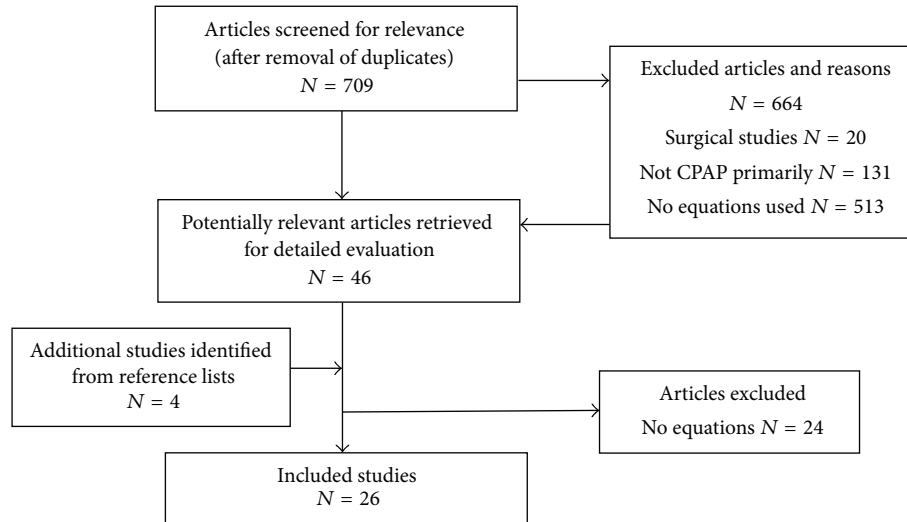 Articles screened for relevance
(after removal of duplicates)
N = 709
Excluded articles and reasons
N = 664
Surgical studies N = 20
Not CPAP primarily N = 131
No equations used N = 513
Potentially relevant articles retrieved
for detailed evaluation
N = 46
Additional studies identified
from reference lists
N = 4
Articles excluded
No equations N = 24
Included studies
N = 26